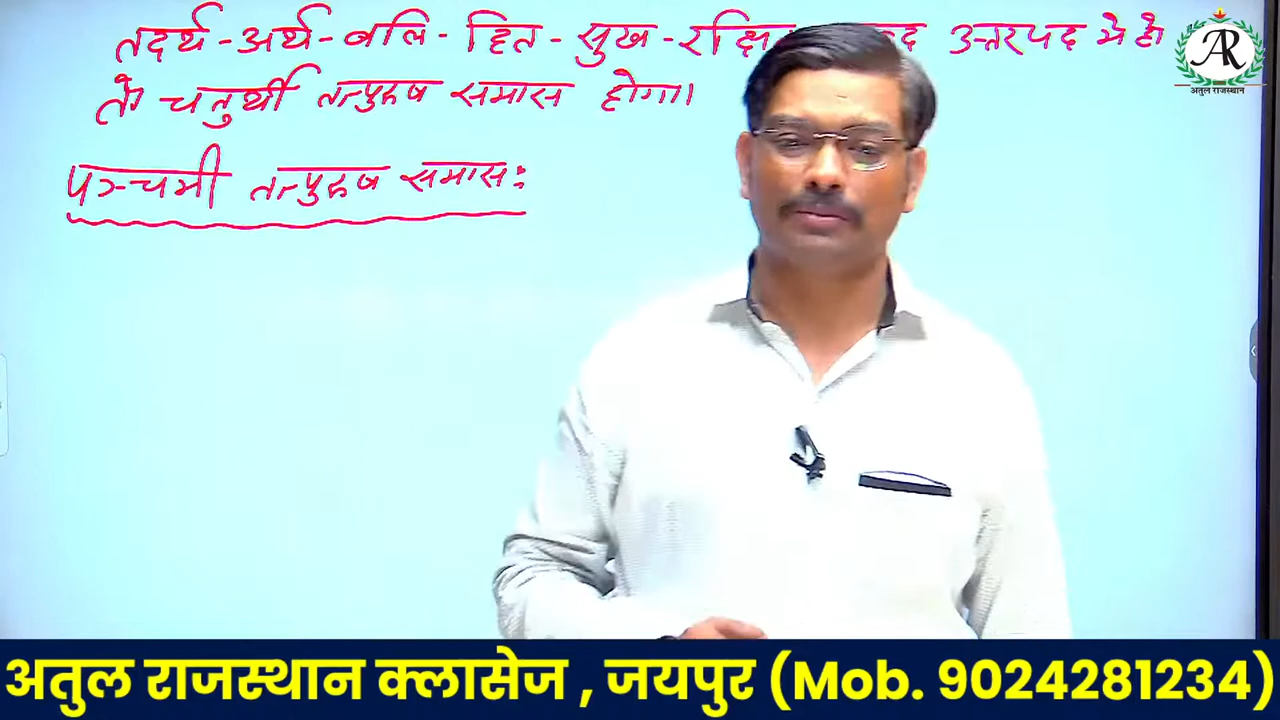 तदर्थ - अर्थ - बलि - हित - सुख - उत्तरपद मे हो
तो चतुर्थी तत्पुरुष समास होगा।
पञ्चमी तत्पुरुष समासः
AR
अतुल राजस्थान
अतुल राजस्थान क्लासेज , जयपुर (Mob. 9024281234)